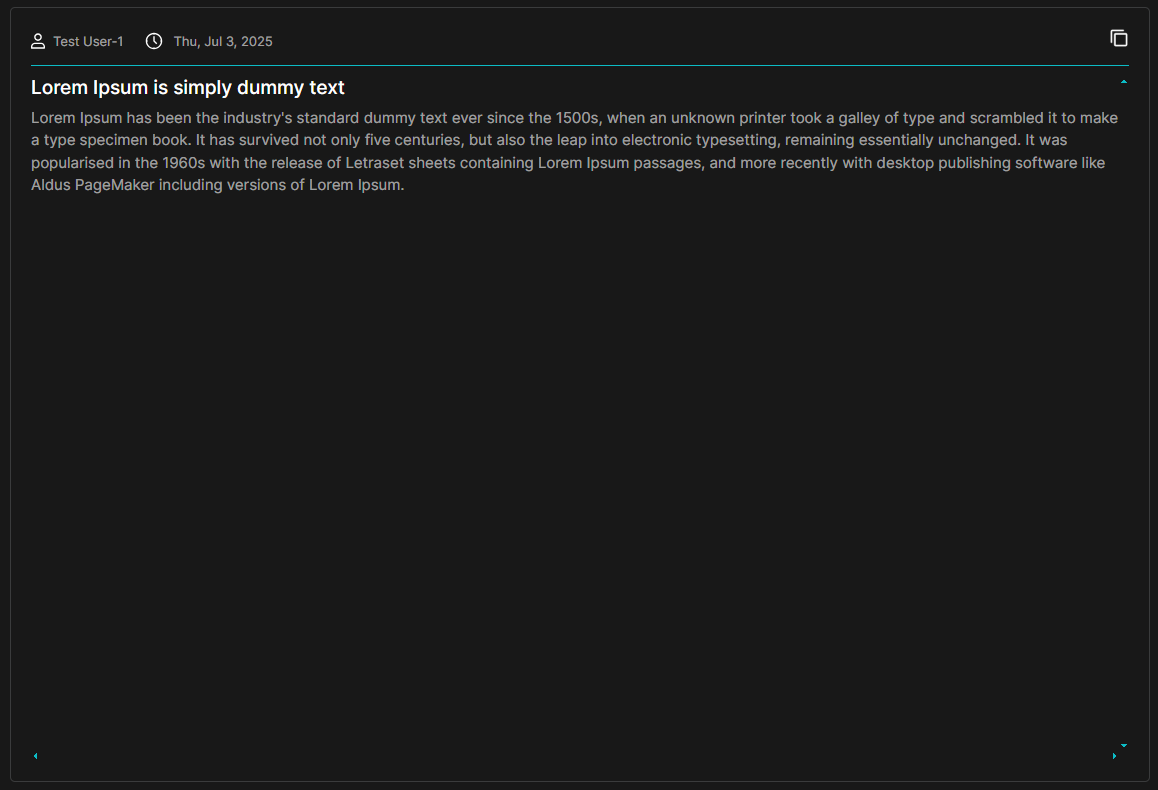 Test User-1 Thu, Jul 3, 2025
Lorem Ipsum is simply dummy text
Lorem Ipsum has been the industry's standard dummy text ever since the 1500s, when an unknown printer took a galley of type and scrambled it to make
a type specimen book. It has survived not only five centuries, but also the leap into electronic typesetting, remaining essentially unchanged. It was
popularised in the 1960s with the release of Letraset sheets containing Lorem Ipsum passages, and more recently with desktop publishing software like
Aldus PageMaker including versions of Lorem Ipsum.